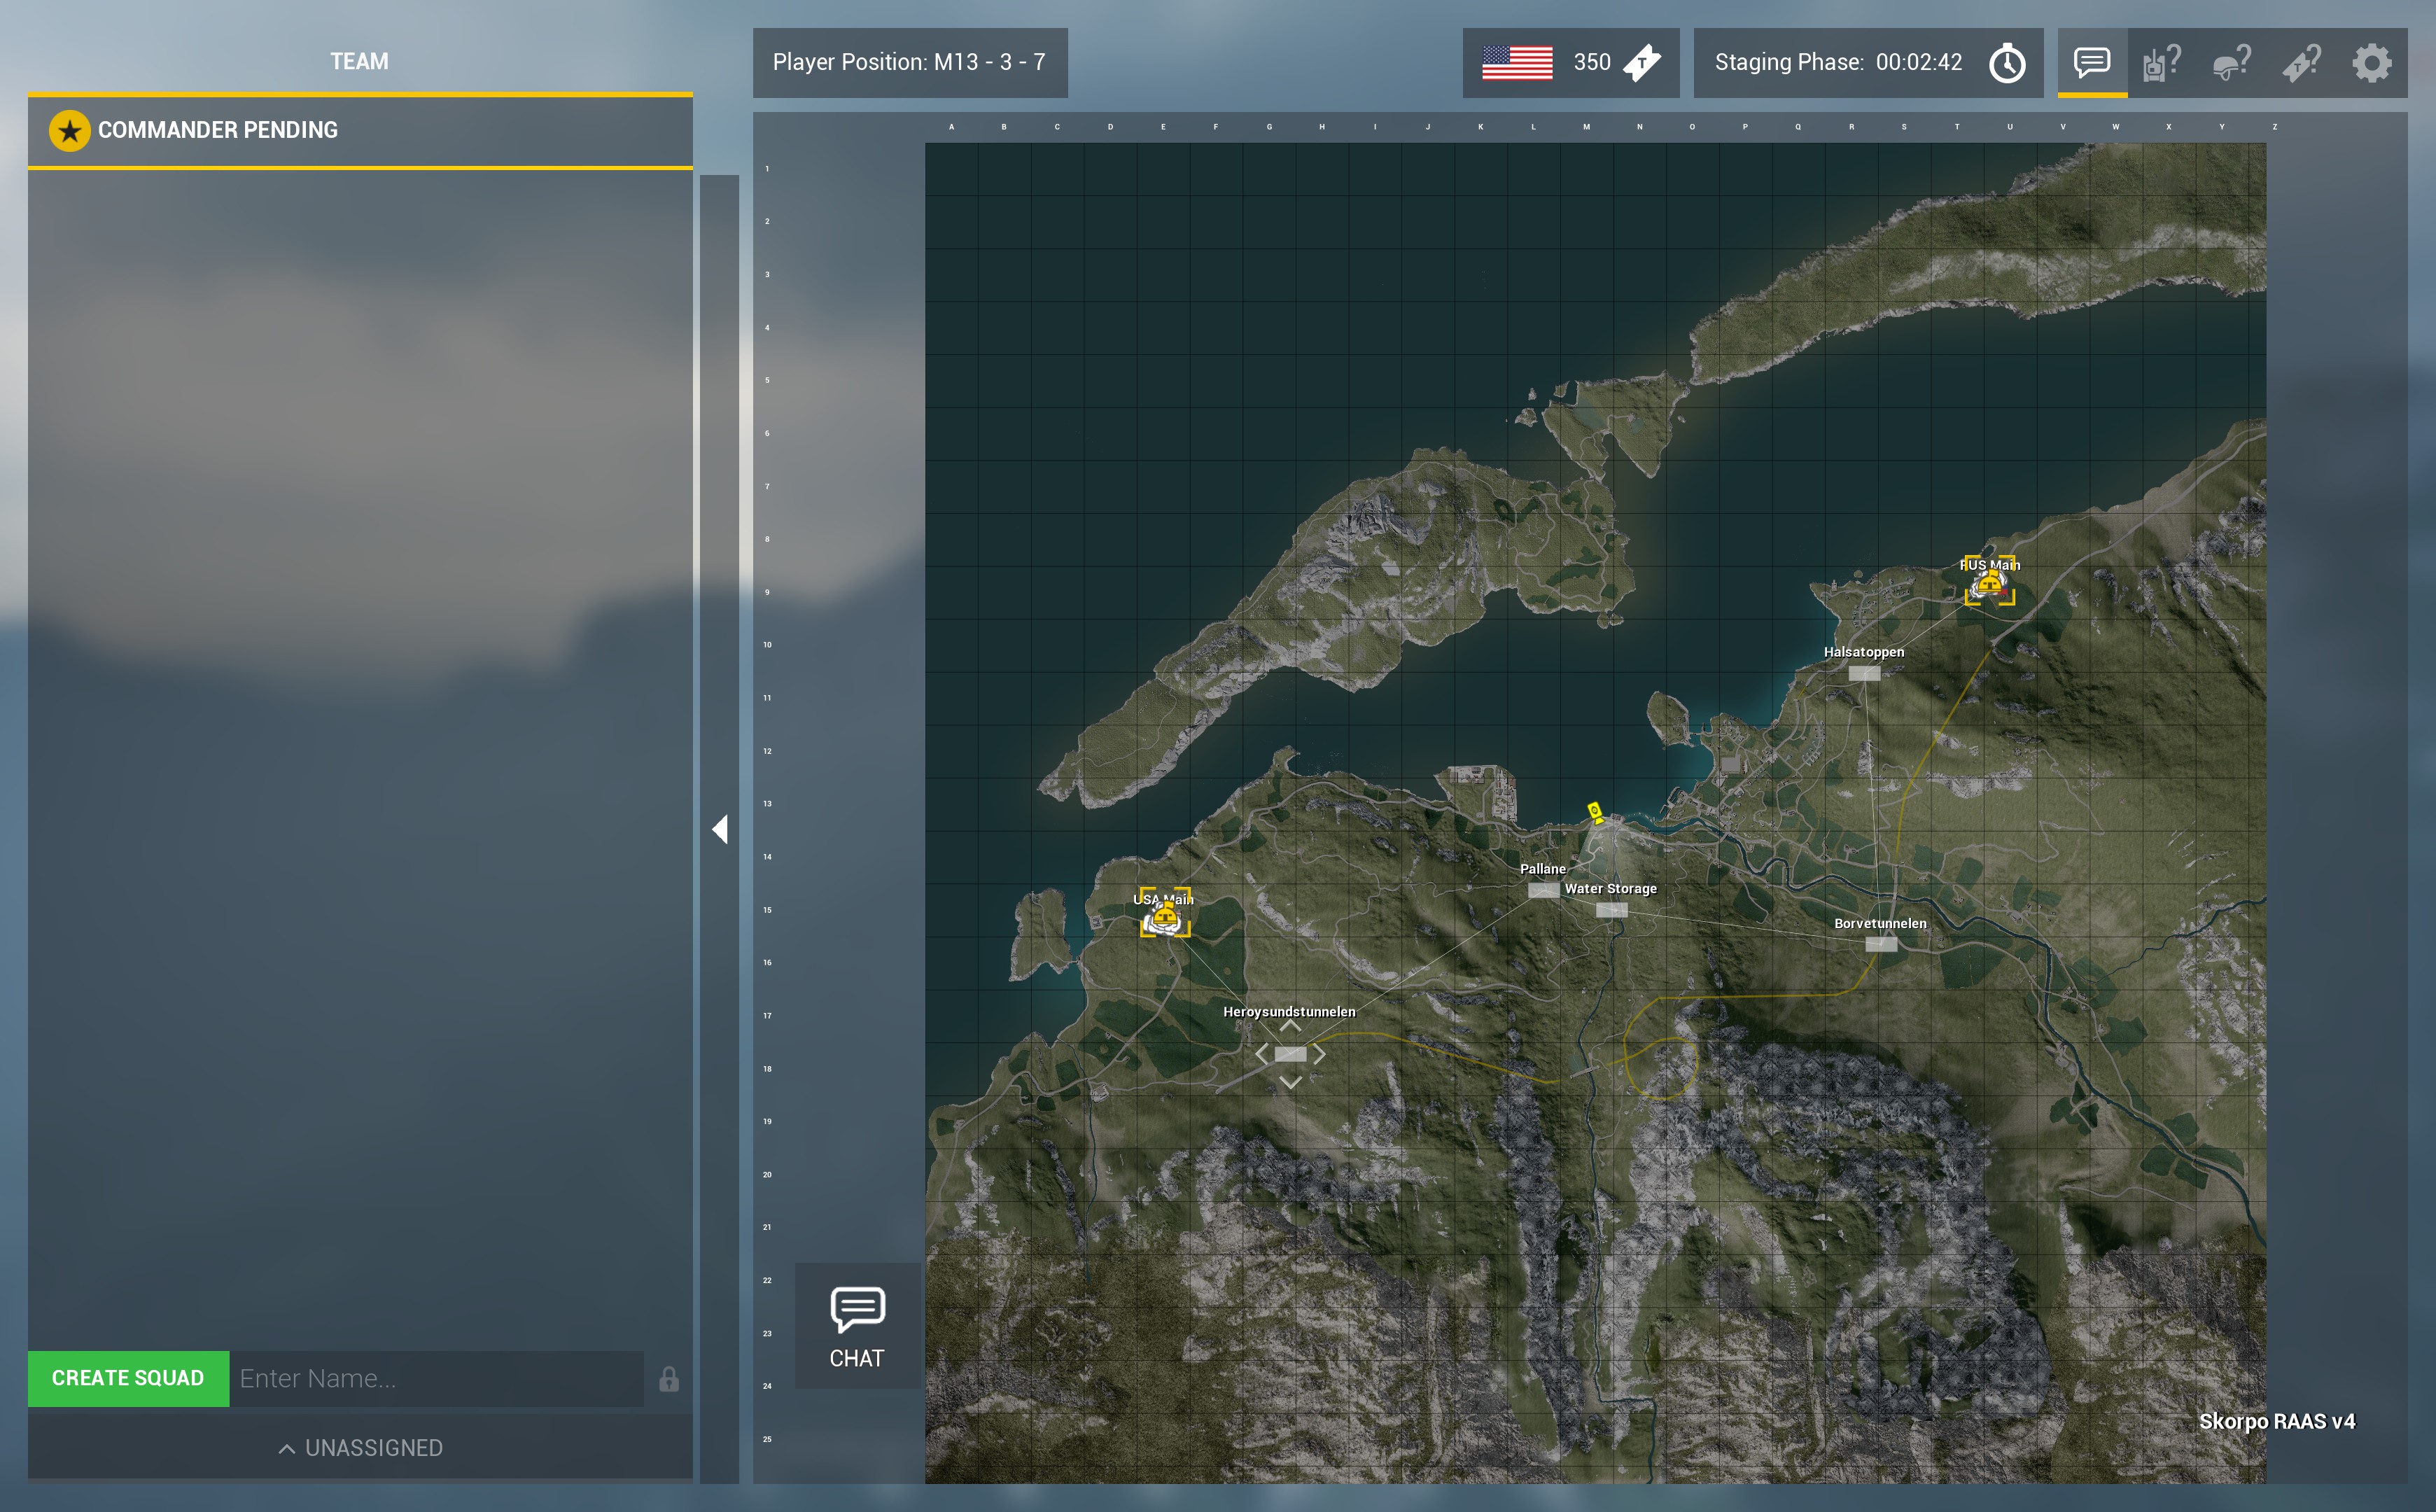 TEAM
Player Position: M13 - 3 - 7
350
Staging Phase: 00:02:42
COMMANDER PENDING
A B C D E F G H I J K L M N O P Q R S T U V W X Y Z
1
2
3
4
5
6
7
8
RUS Main
9
10
Halsatoppen
11
12
13
14
Pallane
Water Storage
USA Main
15
Borvetunnelen
16
Heroysundstunnelen
17
18
19
20
21
22
23
CHAT
24
25
CREATE SQUAD
Enter Name...
UNASSIGNED
Skorpo RAAS v4